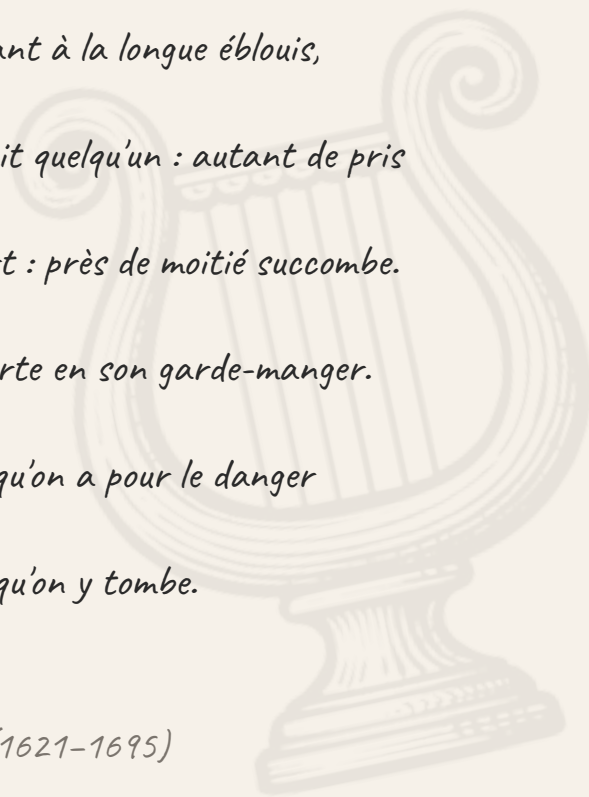 ant à la longue éblouis,
it quelqu'un : autant de pris
t : près de moitié succombe.
rte en son garde-manger.
qu'on a pour le danger
qu'on y tombe.
(1621–1695)